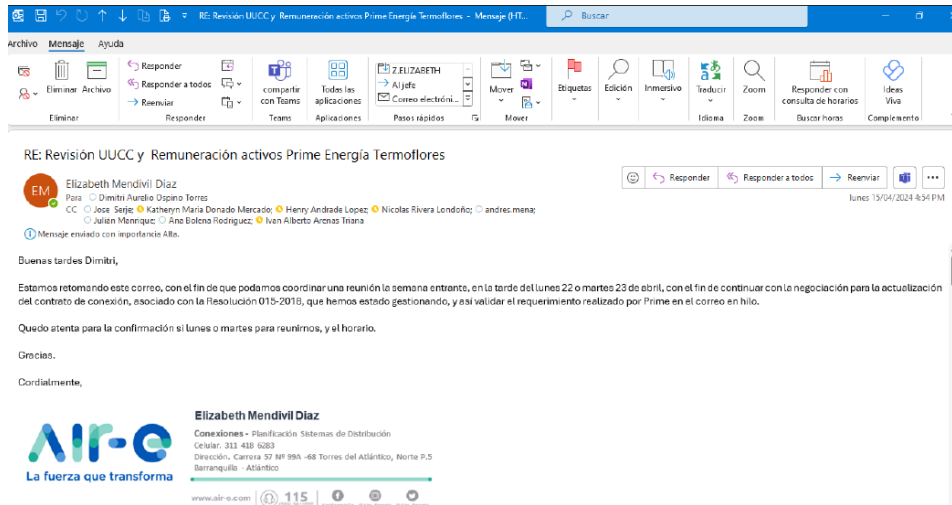 RE: Revisión UUCC y Remuneración activos Prime Energía Termoflores - Mensaje (HT...
Buscar
Archivo Mensaje Ayuda
Eliminar Archivo
Responder
Responder a todos
Reenviar
compartir con Teams
Todas las aplicaciones
Z.ELIZABETH
Al jefe
Correo electróni...
Mover
Etiquetas
Edición
Inmersivo
Traducir
Zoom
Responder con consulta de horarios
Ideas Viva
Eliminar Responder Teams Aplicaciones Pasos rápidos Mover Idioma Zoom Buscar horas Complemento
RE: Revisión UUCC y Remuneración activos Prime Energía Termoflores
EM
Elizabeth Mendivil Diaz
Para Dimitri Aurelio Ospino Torres
CC Jose Serje; Katheryn Maria Donado Mercado; Henry Andrade Lopez; Nicolas Rivera Londoño; andres.mena;
Julián Manrique; Ana Bolena Rodriguez; Ivan Alberto Arenas Triana
Responder Responder a todos Reenviar
lunes 15/04/2024 4:54 PM
Mensaje enviado con importancia Alta.
Buenas tardes Dimitri,
Estamos retomando este correo, con el fin de que podamos coordinar una reunión la semana entrante, en la tarde del lunes 22 o martes 23 de abril, con el fin de continuar con la negociación para la actualización
del contrato de conexión, asociado con la Resolución 015-2018, que hemos estado gestionando, y así validar el requerimiento realizado por Prime en el correo en hilo.
Quedo atenta para la confirmación si lunes o martes para reunirnos, y el horario.
Gracias.
Cordialmente,
Air-e
La fuerza que transforma
Elizabeth Mendivil Diaz
Conexiones - Planificación Sistemas de Distribución
Celular. 311 418 6283
Dirección. Carrera 57 Nº 99A -68 Torres del Atlántico, Norte P.5
Barranquilla - Atlántico
www.air-e.com 115